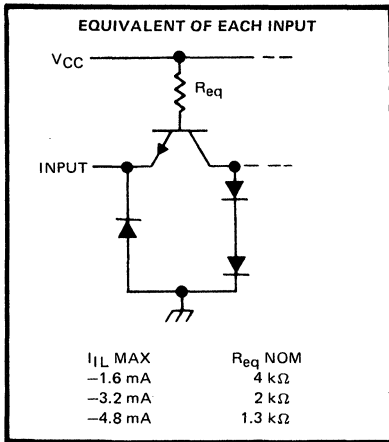 EQUIVALENT OF EACH INPUT
VCC
Req
INPUT
IIL MAX Req NOM
−1.6 mA 4 kΩ
−3.2 mA 2 kΩ
−4.8 mA 1.3 kΩ